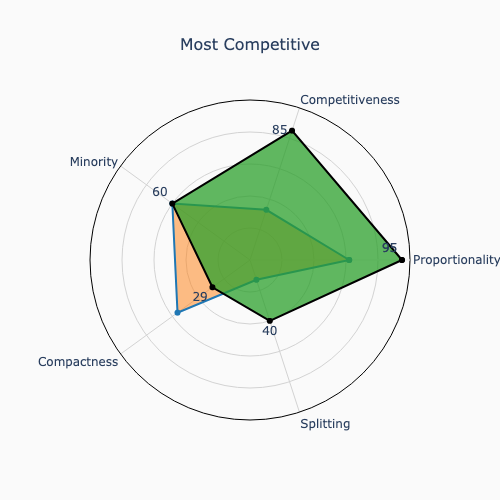 Most Competitive
Competitiveness
85
Minority
60
95
Proportionality
29
40
Compactness
Splitting